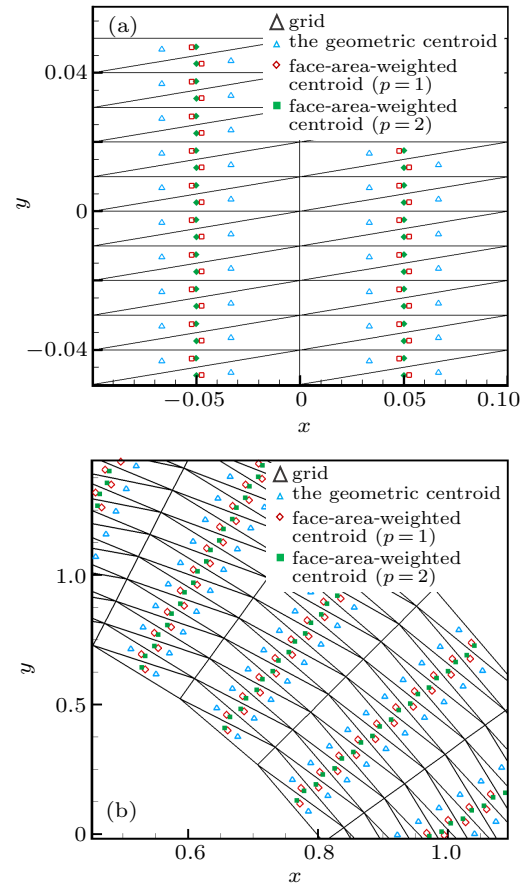 (a)
grid
the geometric centroid
face-area-weighted
centroid (p=1)
face-area-weighted
centroid (p=2)
0.04
0
−0.04
y
−0.05
0
0.05
0.10
x
grid
the geometric centroid
face-area-weighted
centroid (p=1)
face-area-weighted
centroid (p=2)
1.0
0.5
0
y
(b)
0.6
0.8
1.0
x